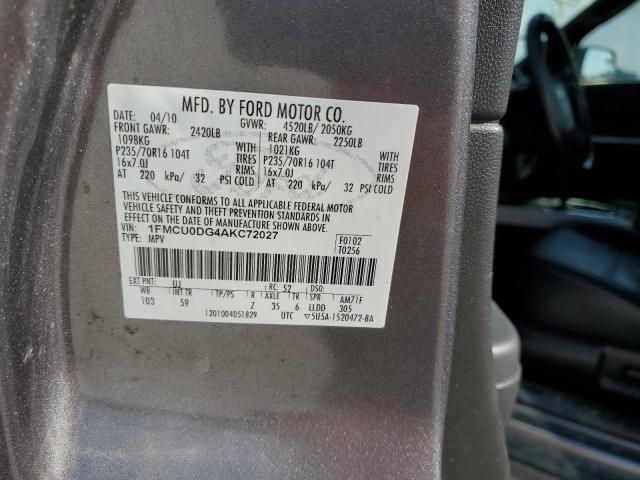 MFD. BY FORD MOTOR CO.
DATE: 04/10 GVWR: 4520LB/ 2050KG
FRONT GAWR: 2420LB REAR GAWR: 2250LB
1098KG WITH 1021KG WITH
P235/70R16 104T TIRES P235/70R16 104T TIRES
16x7.0J RIMS 16x7.0J RIMS
AT 220 kPa/ 32 PSI COLD AT 220 kPa/ 32 PSI COLD
THIS VEHICLE CONFORMS TO ALL APPLICABLE FEDERAL MOTOR
VEHICLE SAFETY AND THEFT PREVENTION STANDARDS IN
EFFECT ON THE DATE OF MANUFACTURE SHOWN ABOVE.
VIN: 1FMCU0DG4AKC72027 F0102
TYPE: MPV T0256
EXT PNT: UJ RC: 52 DSO:
WB INT TR TP/PS R AXLE TR SPR AM7IF
103 59 7 35 6 LLDD 305
1201004051829 UTC ▽5U5A-1520472-BA